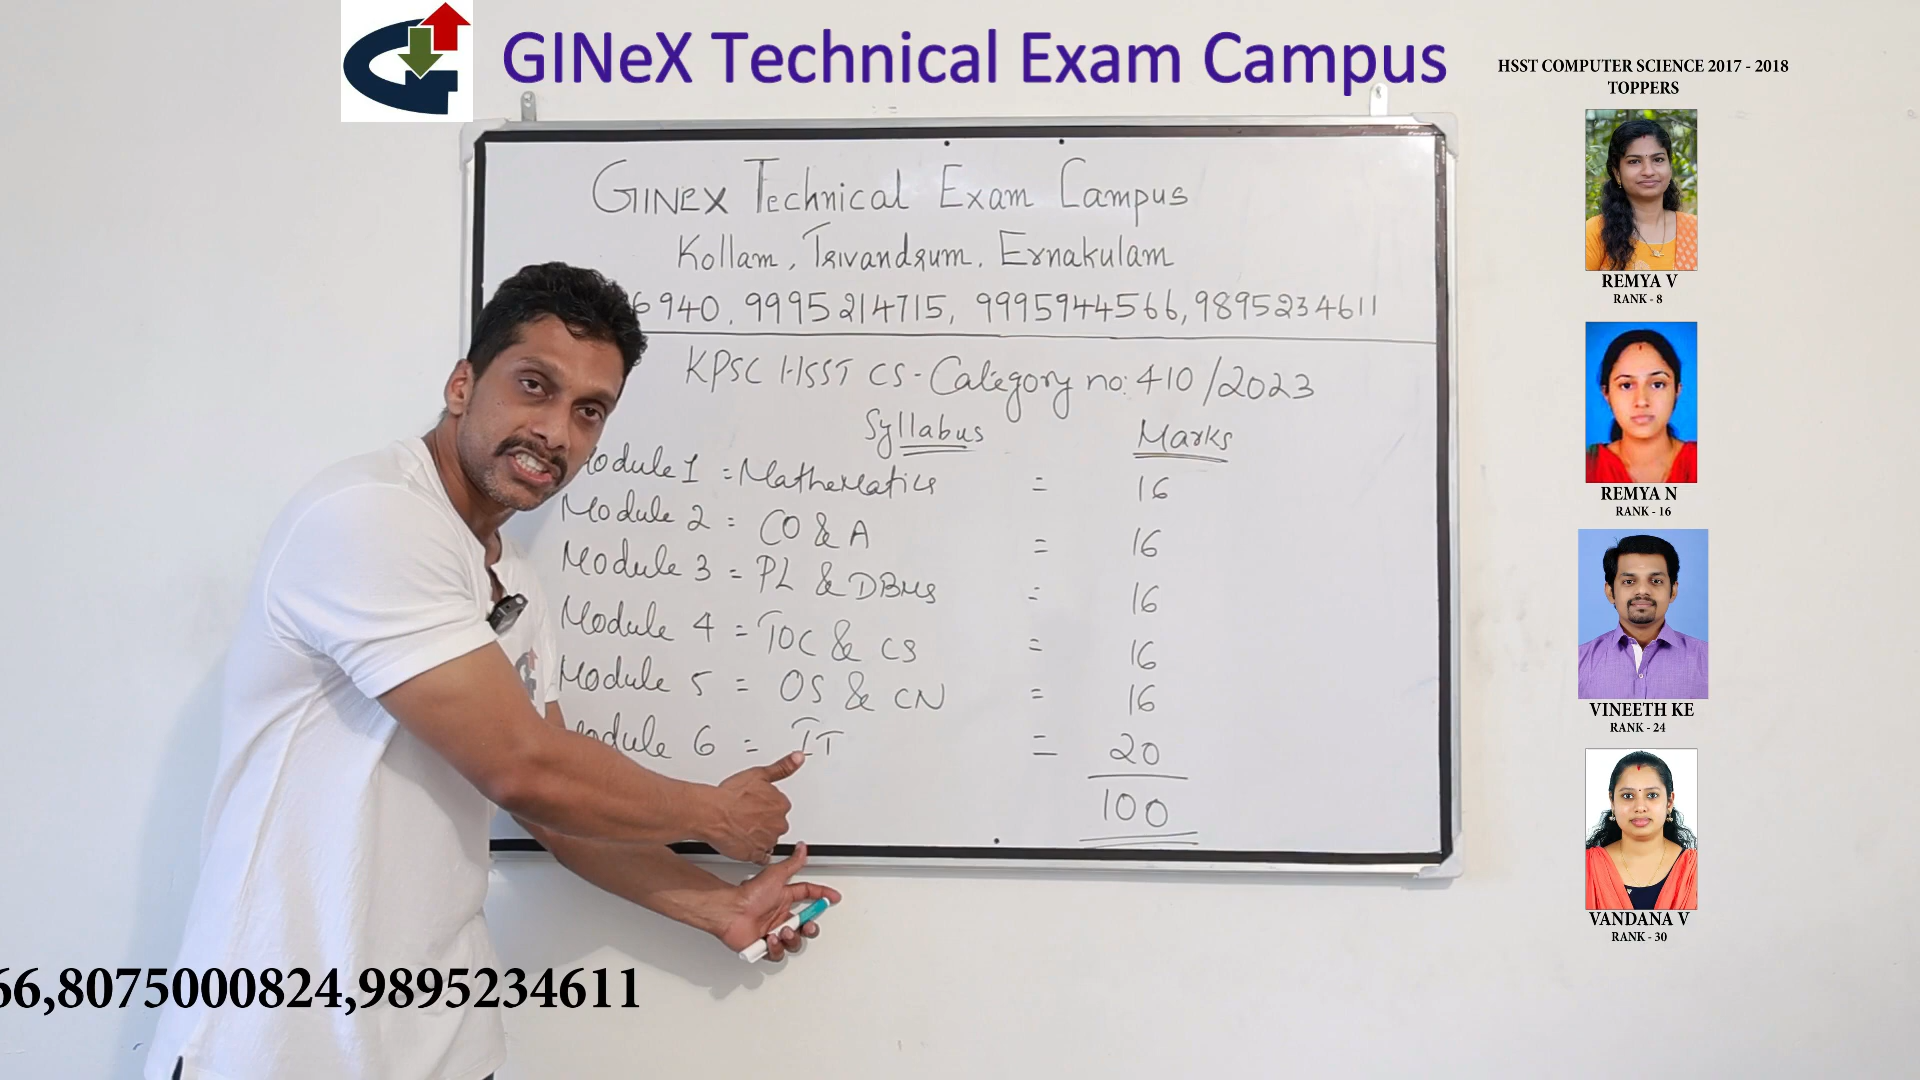 GINeX Technical Exam Campus
HSST COMPUTER SCIENCE 2017 - 2018
TOPPERS
REMYA V
RANK - 8
REMYA N
RANK - 16
VINEETH KE
RANK - 24
VANDANA V
RANK - 30
GINEX Technical Exam Campus
Kollam, Trivandrum, Ernakulam
6940, 9995214715, 9995944566, 9895234611
KPSC HSST CS - Category no: 410/2023
Syllabus Marks
Module 1 = Mathematics = 16
Module 2 = CO & A = 16
Module 3 = PL & DBMS = 16
Module 4 = TOC & CS = 16
Module 5 = OS & CN = 16
Module 6 = IT = 20
100
66,8075000824,9895234611